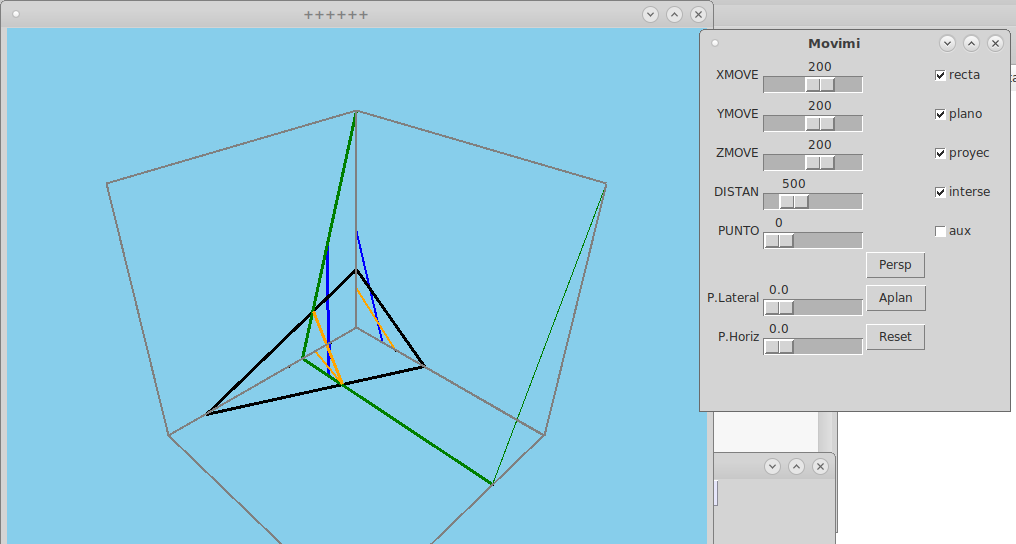 ++++++
Movimi
XMOVE 200 recta
YMOVE 200 plano
ZMOVE 200 proyec
DISTAN 500 interse
PUNTO 0 aux
Persp
P.Lateral 0.0 Aplan
P.Horiz 0.0 Reset